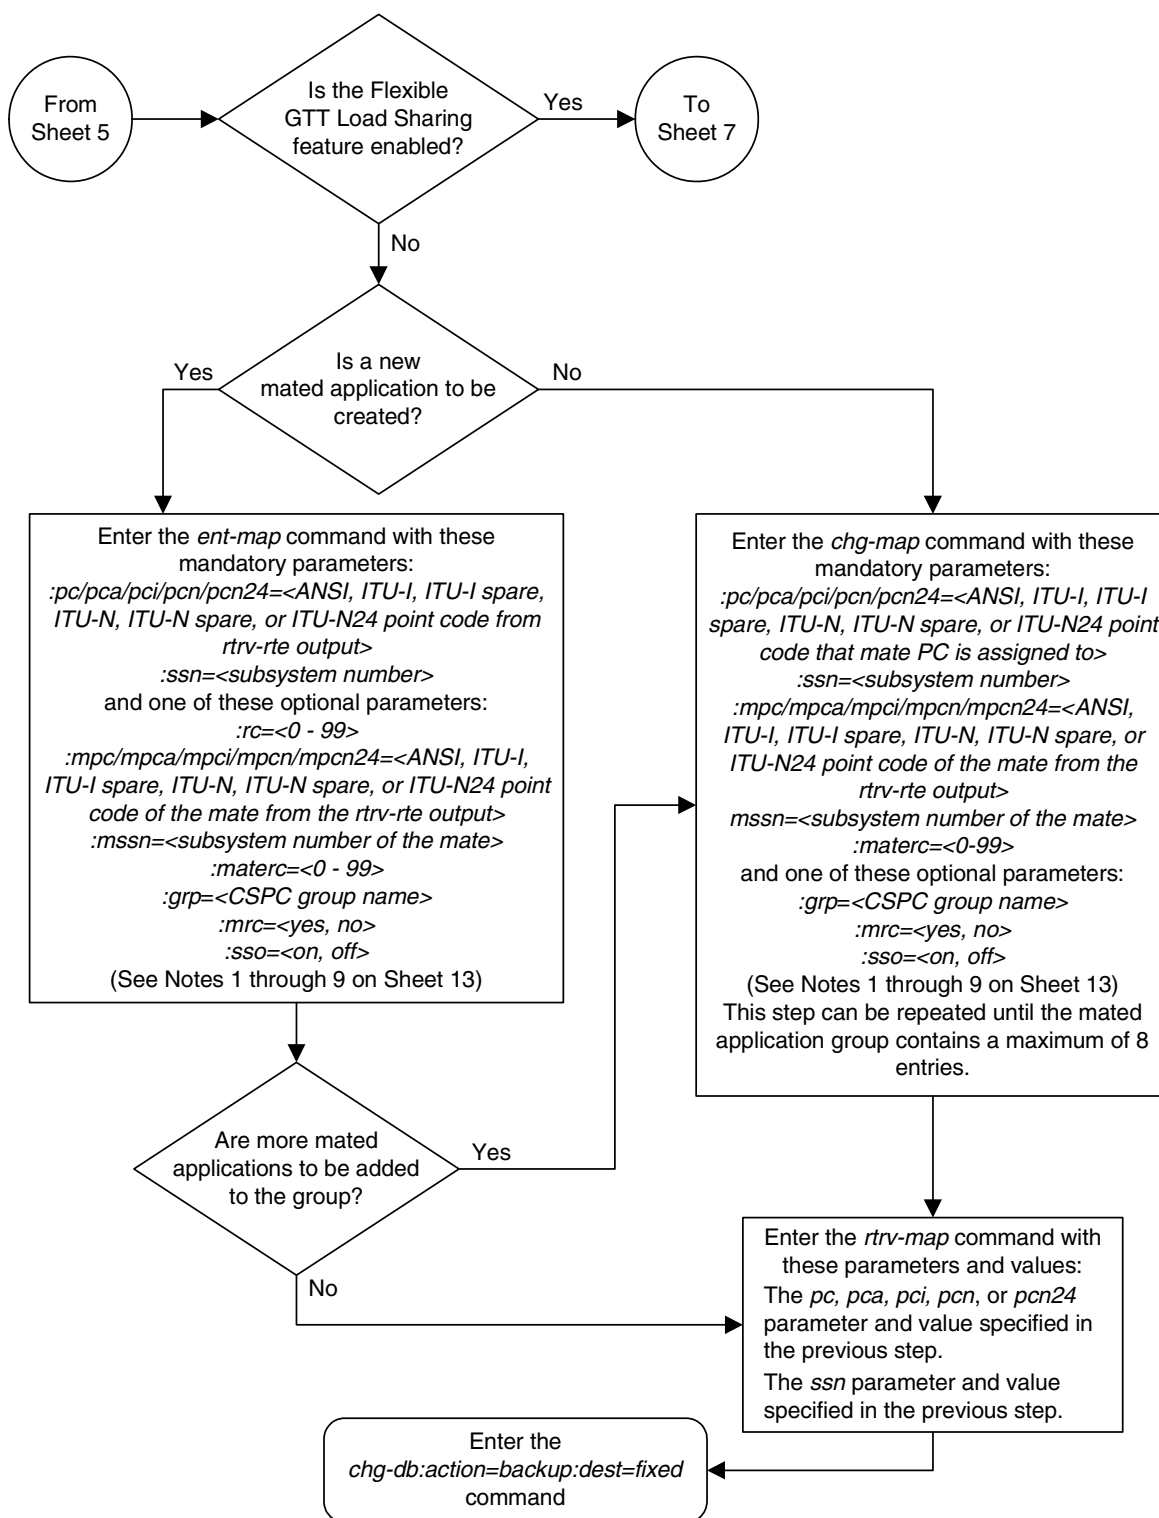 From
Sheet 5
Is the Flexible
GTT Load Sharing
feature enabled?
Yes
To
Sheet 7
No
Is a new
mated application to be
created?
Yes
No
Enter the ent-map command with these
mandatory parameters:
:pc/pca/pci/pcn/pcn24=<ANSI, ITU-I, ITU-I spare,
ITU-N, ITU-N spare, or ITU-N24 point code from
rtrv-rte output>
:ssn=<subsystem number>
and one of these optional parameters:
:rc=<0 - 99>
:mpc/mpca/mpci/mpcn/mpcn24=<ANSI, ITU-I,
ITU-I spare, ITU-N, ITU-N spare, or ITU-N24 point
code of the mate from the rtrv-rte output>
:mssn=<subsystem number of the mate>
:materc=<0 - 99>
:grp=<CSPC group name>
:mrc=<yes, no>
:sso=<on, off>
(See Notes 1 through 9 on Sheet 13)
Enter the chg-map command with these
mandatory parameters:
:pc/pca/pci/pcn/pcn24=<ANSI, ITU-I, ITU-I
spare, ITU-N, ITU-N spare, or ITU-N24 point
code that mate PC is assigned to>
:ssn=<subsystem number>
:mpc/mpca/mpci/mpcn/mpcn24=<ANSI,
ITU-I, ITU-I spare, ITU-N, ITU-N spare, or
ITU-N24 point code of the mate from the
rtrv-rte output>
mssn=<subsystem number of the mate>
:materc=<0-99>
and one of these optional parameters:
:grp=<CSPC group name>
:mrc=<yes, no>
:sso=<on, off>
(See Notes 1 through 9 on Sheet 13)
This step can be repeated until the mated
application group contains a maximum of 8
entries.
Are more mated
applications to be added
to the group?
Yes
No
Enter the rtrv-map command with
these parameters and values:
The pc, pca, pci, pcn, or pcn24
parameter and value specified in
the previous step.
The ssn parameter and value
specified in the previous step.
Enter the
chg-db:action=backup:dest=fixed
command